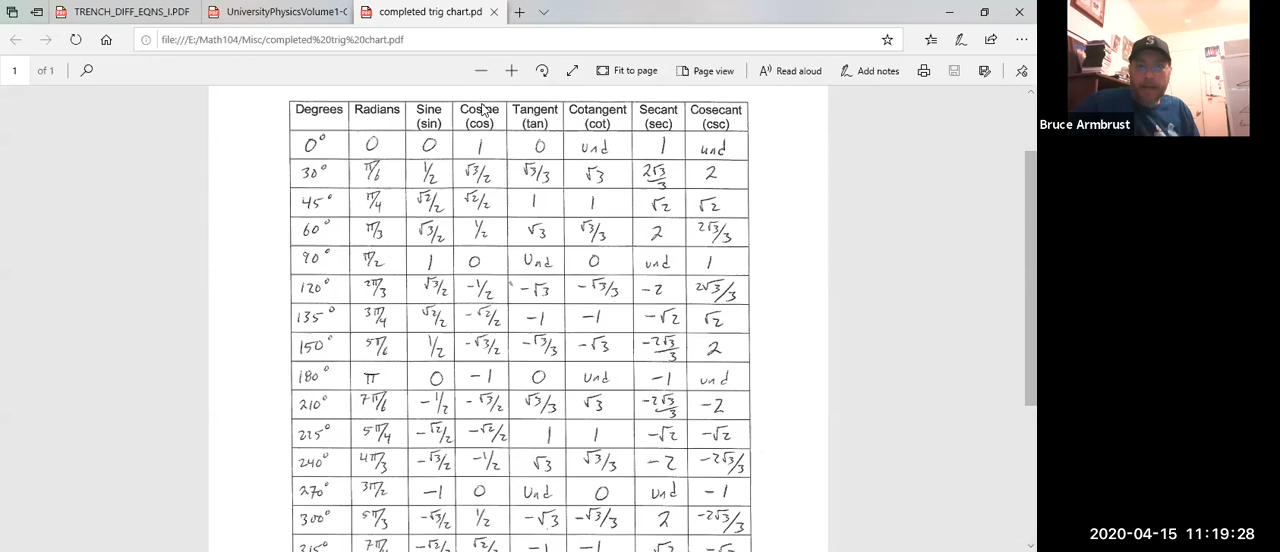 TRENCH_DIFF_EQNS_I.PDF UniversityPhysicsVolume1-C completed trig chart.pd
file:///E:/Math104/Misc/completed%20trig%20chart.pdf
1 of 1 Fit to page Page view Read aloud Add notes
Bruce Armbrust
Degrees Radians Sine (sin) Cosine (cos) Tangent (tan) Cotangent (cot) Secant (sec) Cosecant (csc)
0° 0 0 1 0 und 1 und
30° π/6 1/2 √3/2 √3/3 √3 2√3/3 2
45° π/4 √2/2 √2/2 1 1 √2 √2
60° π/3 √3/2 1/2 √3 √3/3 2 2√3/3
90° π/2 1 0 Und 0 und 1
120° 2π/3 √3/2 -1/2 -√3 -√3/3 -2 2√3/3
135° 3π/4 √2/2 -√2/2 -1 -1 -√2 √2
150° 5π/6 1/2 -√3/2 -√3/3 -√3 -2√3/3 2
180° π 0 -1 0 Und -1 und
210° 7π/6 -1/2 -√3/2 √3/3 √3 -2√3/3 -2
225° 5π/4 -√2/2 -√2/2 1 1 -√2 -√2
240° 4π/3 -√3/2 -1/2 √3 √3/3 -2 -2√3/3
270° 3π/2 -1 0 Und 0 und -1
300° 5π/3 -√3/2 1/2 -√3 -√3/3 2 -2√3/3
315° 7π -√2/2 √2/2 -1 -1 √2 -√2
2020-04-15 11:19:28